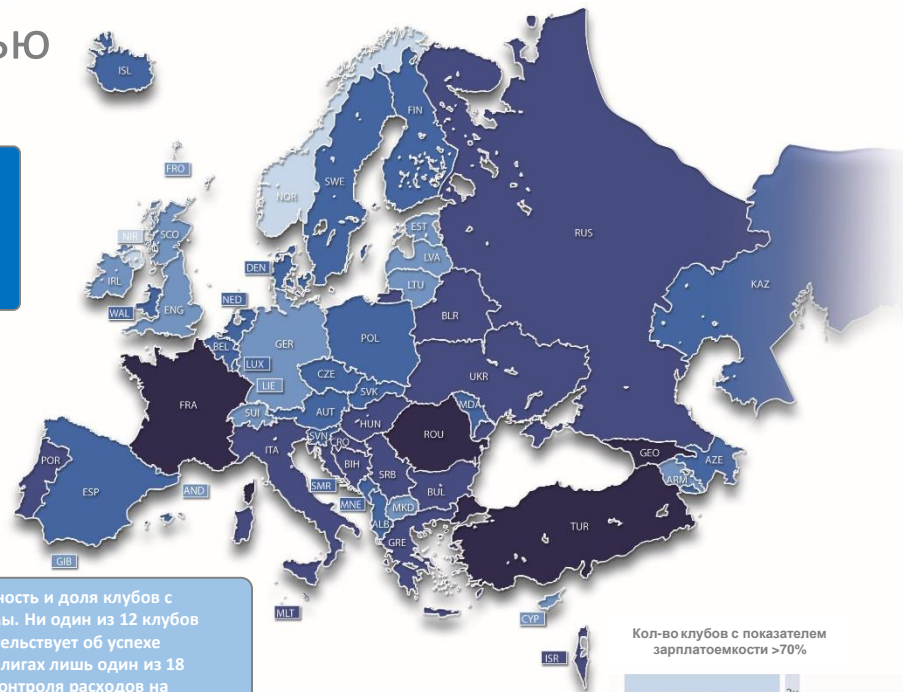 ью
ISL
FIN
FRO
SWE
NOR
RUS
NIR
SCO
EST
LVA
DEN
IRL
LTU
KAZ
NED
WAL
ENG
BLR
GER
POL
BEL
LUX
CZE
UKR
LIE
SVK
FRA
MDA
SUI
AUT
HUN
ROU
SVN
CRO
ITA
GEO
POR
BIH
AZE
SRB
ARM
SMR
ESP
AND
BUL
MNE
MKD
ALB
TUR
GRE
GIB
ность и доля клубов с
ы. Ни один из 12 клубов
ельствует об успехе
лигах лишь один из 18
контроля расходов на
MLT
CYP
ISR
Кол-во клубов с показателем
зарплатоемкости >70%